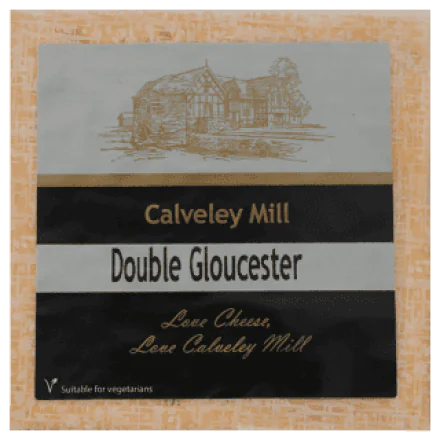 Calveley Mill
Double Gloucester
Love Cheese,
Love Calveley Mill
V Suitable for vegetarians